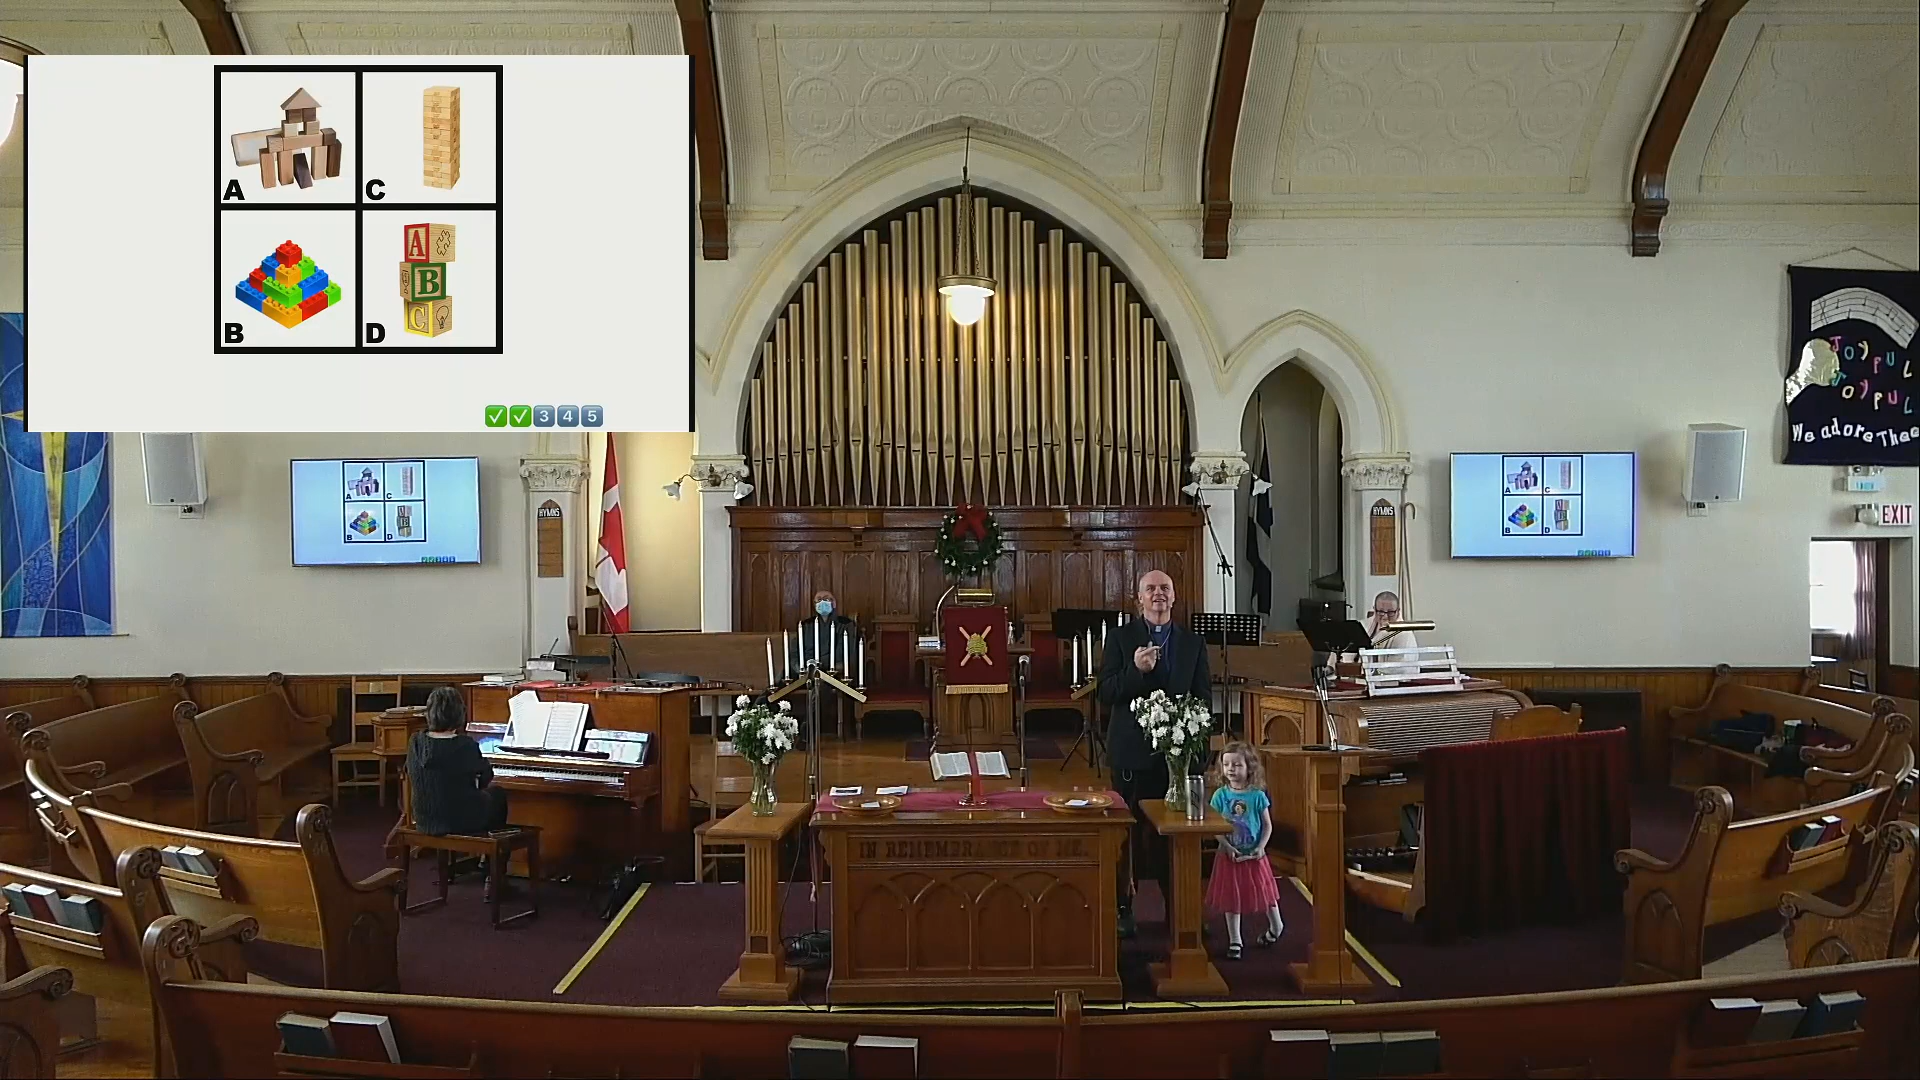 A
C
B
D
A
B
C
✓ ✓ 3 4 5
A
C
B
D
A
C
B
D
HYMNS
HYMNS
JOYFUL
JOYFUL
We adore Thee
EXIT
IN REMEMBRANCE OF ME